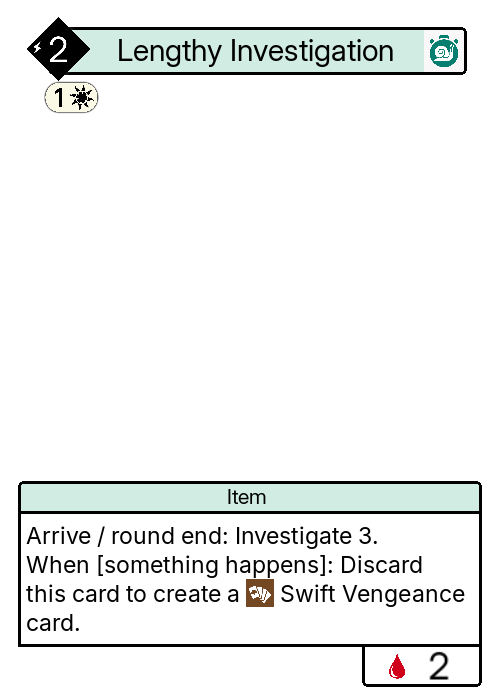 2 Lengthy Investigation
1
Item
Arrive / round end: Investigate 3.
When [something happens]: Discard
this card to create a Swift Vengeance
card.
2